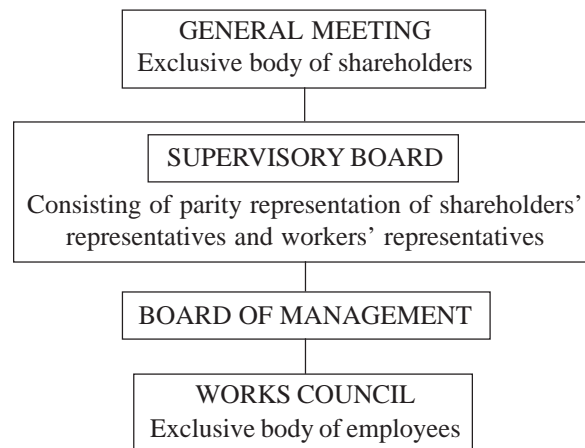 GENERAL MEETING
Exclusive body of shareholders
SUPERVISORY BOARD
Consisting of parity representation of shareholders’
representatives and workers’ representatives
BOARD OF MANAGEMENT
WORKS COUNCIL
Exclusive body of employees